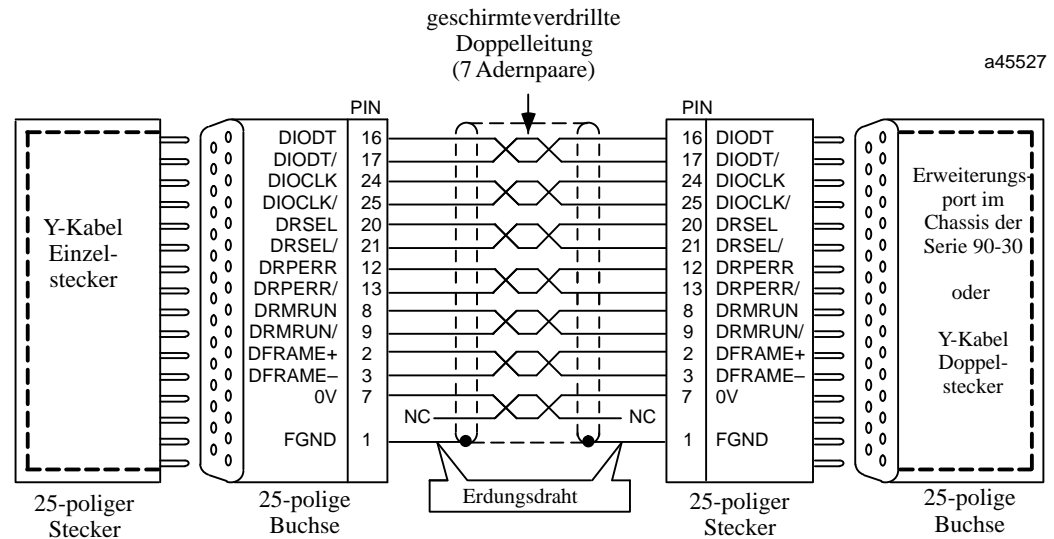 geschirmte verdrillte
Doppelleitung
(7 Adernpaare)
a45527
PIN PIN
DIODT 16 16 DIODT
DIODT/ 17 17 DIODT/
DIOCLK 24 24 DIOCLK
DIOCLK/ 25 25 DIOCLK/
DRSEL 20 20 DRSEL
DRSEL/ 21 21 DRSEL/
DRPERR 12 12 DRPERR
DRPERR/ 13 13 DRPERR/
DRMRUN 8 8 DRMRUN
DRMRUN/ 9 9 DRMRUN/
DFRAME+ 2 2 DFRAME+
DFRAME– 3 3 DFRAME–
0V 7 7 0V
NC NC
FGND 1 1 FGND
Y-Kabel
Einzel-
stecker
Erweiterungs-
port im
Chassis der
Serie 90-30
oder
Y-Kabel
Doppel-
stecker
Erdungsdraht
25-poliger
Stecker
25-polige
Buchse
25-poliger
Stecker
25-polige
Buchse